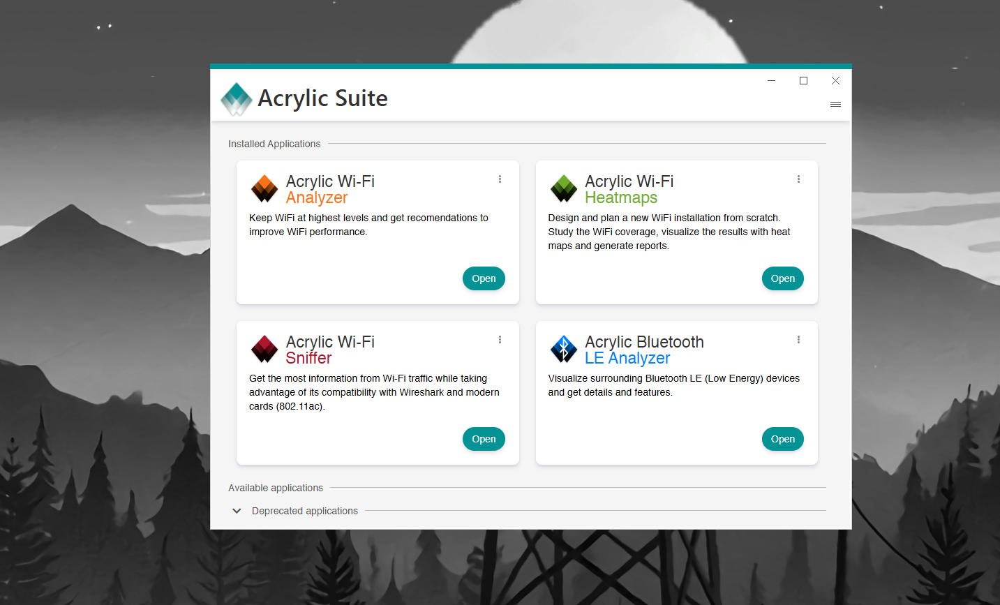 Acrylic Suite
Installed Applications
Acrylic Wi-Fi
Analyzer
Keep WiFi at highest levels and get recomendations to
improve WiFi performance.
Open
Acrylic Wi-Fi
Heatmaps
Design and plan a new WiFi installation from scratch.
Study the WiFi coverage, visualize the results with heat
maps and generate reports.
Open
Acrylic Wi-Fi
Sniffer
Get the most information from Wi-Fi traffic while taking
advantage of its compatibility with Wireshark and modern
cards (802.11ac).
Open
Acrylic Bluetooth
LE Analyzer
Visualize surrounding Bluetooth LE (Low Energy) devices
and get details and features.
Open
Available applications
Deprecated applications